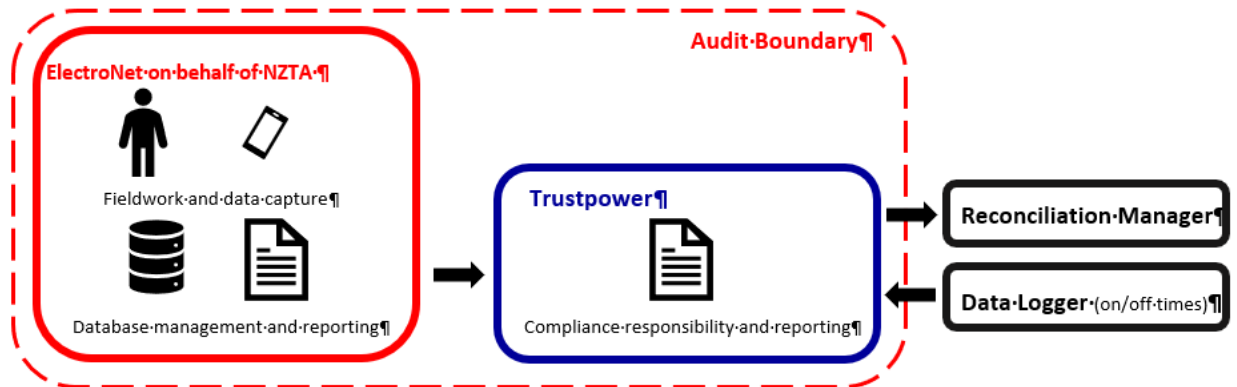 Audit·Boundary¶
ElectroNet·on·behalf·of·NZTA·¶
Fieldwork·and·data·capture¶
Database·management·and·reporting¶
Trustpower¶
Compliance·responsibility·and·reporting¶
Reconciliation·Manager¶
Data·Logger·(on/off·times)¶